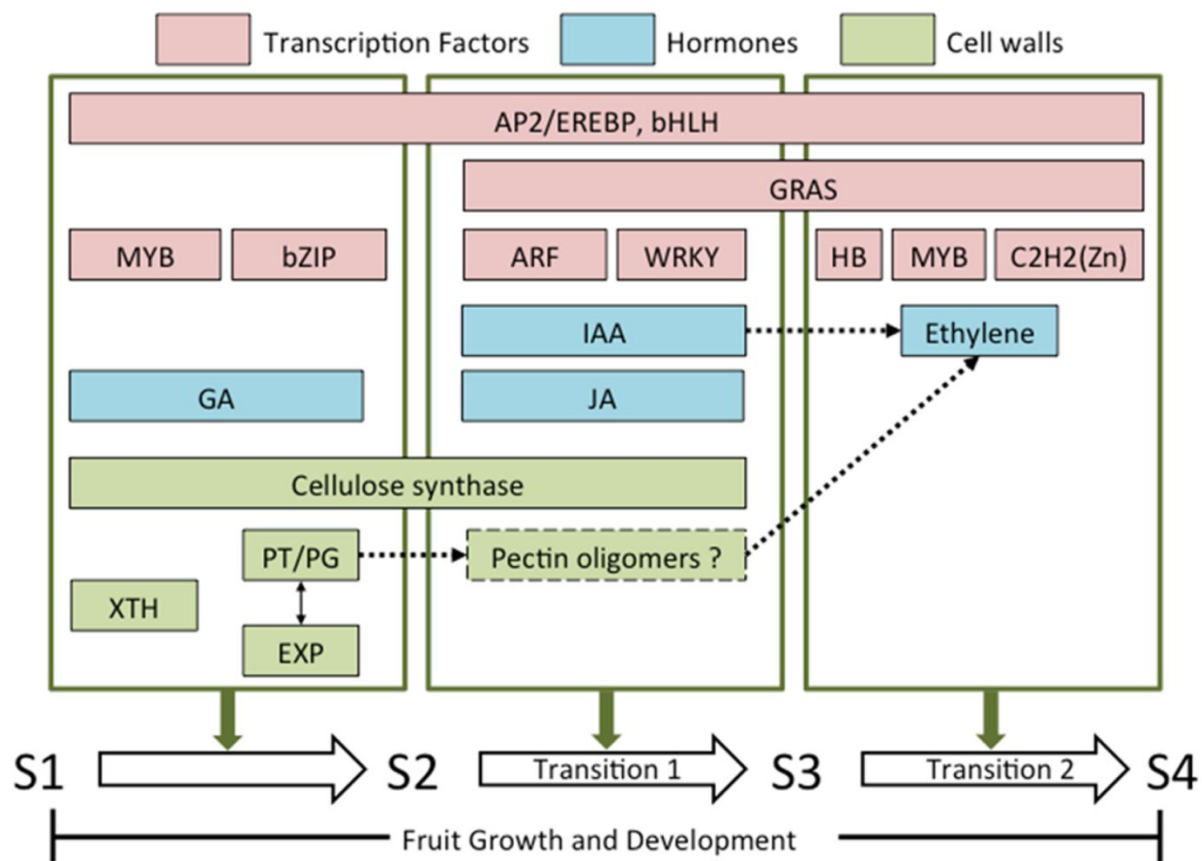 Transcription Factors
Hormones
Cell walls
AP2/EREBP, bHLH
GRAS
MYB
bZIP
ARF
WRKY
HB
MYB
C2H2(Zn)
IAA
Ethylene
GA
JA
Cellulose synthase
PT/PG
Pectin oligomers ?
XTH
EXP
S1
S2
Transition 1
S3
Transition 2
S4
Fruit Growth and Development